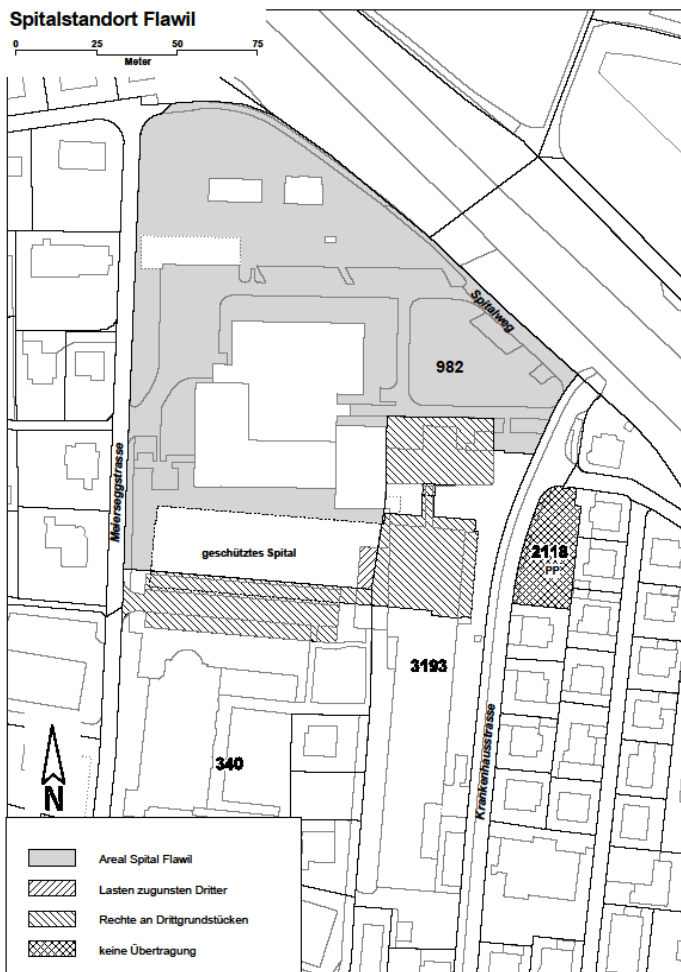 Spitalstandort Flawil
0 25 50 75
Meter
Spitalweg
982
Meierseggstrasse
geschütztes Spital
2118
PP
3193
Krankenhausstrasse
340
N
Areal Spital Flawil
Lasten zugunsten Dritter
Rechte an Drittgrundstücken
keine Übertragung